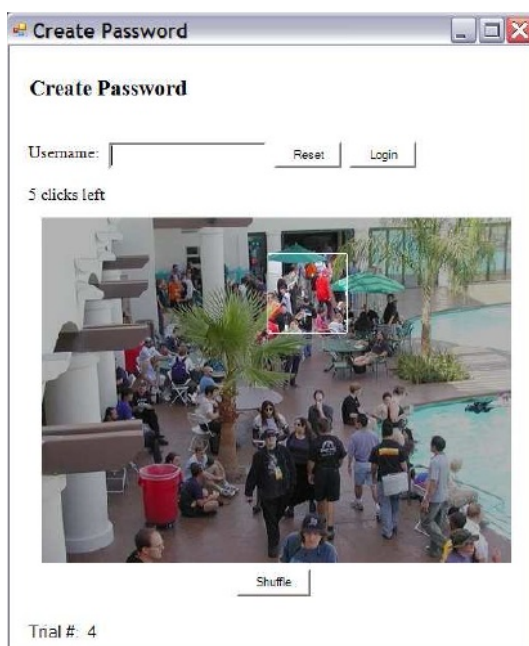 Create Password
Create Password
Username: Reset Login
5 clicks left
Shuffle
Trial #: 4